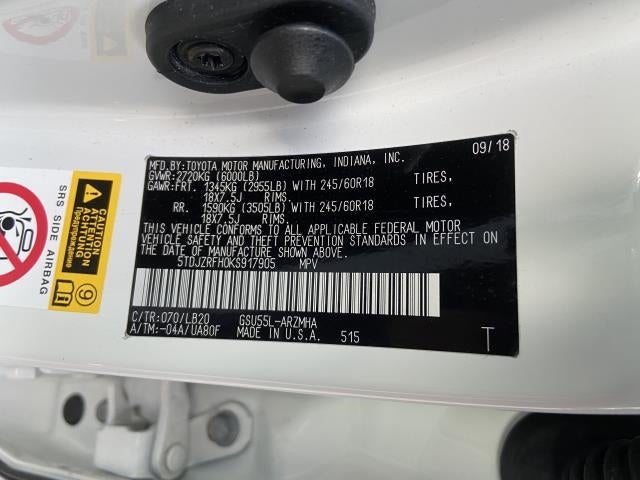 MFD.BY:TOYOTA MOTOR MANUFACTURING, INDIANA, INC. 09/18
GVWR:2720KG (6000LB)
GAWR:FRT. 1345KG (2955LB) WITH 245/60R18 TIRES,
18X7.5J RIMS.
RR. 1590KG (3505LB) WITH 245/60R18 TIRES,
18X7.5J RIMS.
THIS VEHICLE CONFORMS TO ALL APPLICABLE FEDERAL MOTOR
VEHICLE SAFETY AND THEFT PREVENTION STANDARDS IN EFFECT ON
THE DATE OF MANUFACTURE SHOWN ABOVE.
5TDJZRFH0KS917905 MPV
C/TR:070/LB20 GSU55L-ARZMHA
A/TM:-04A/UA80F MADE IN U.S.A. 515 T
SRS SIDE AIRBAG
CAUTION
ATTENTION
ACHTUNG
9